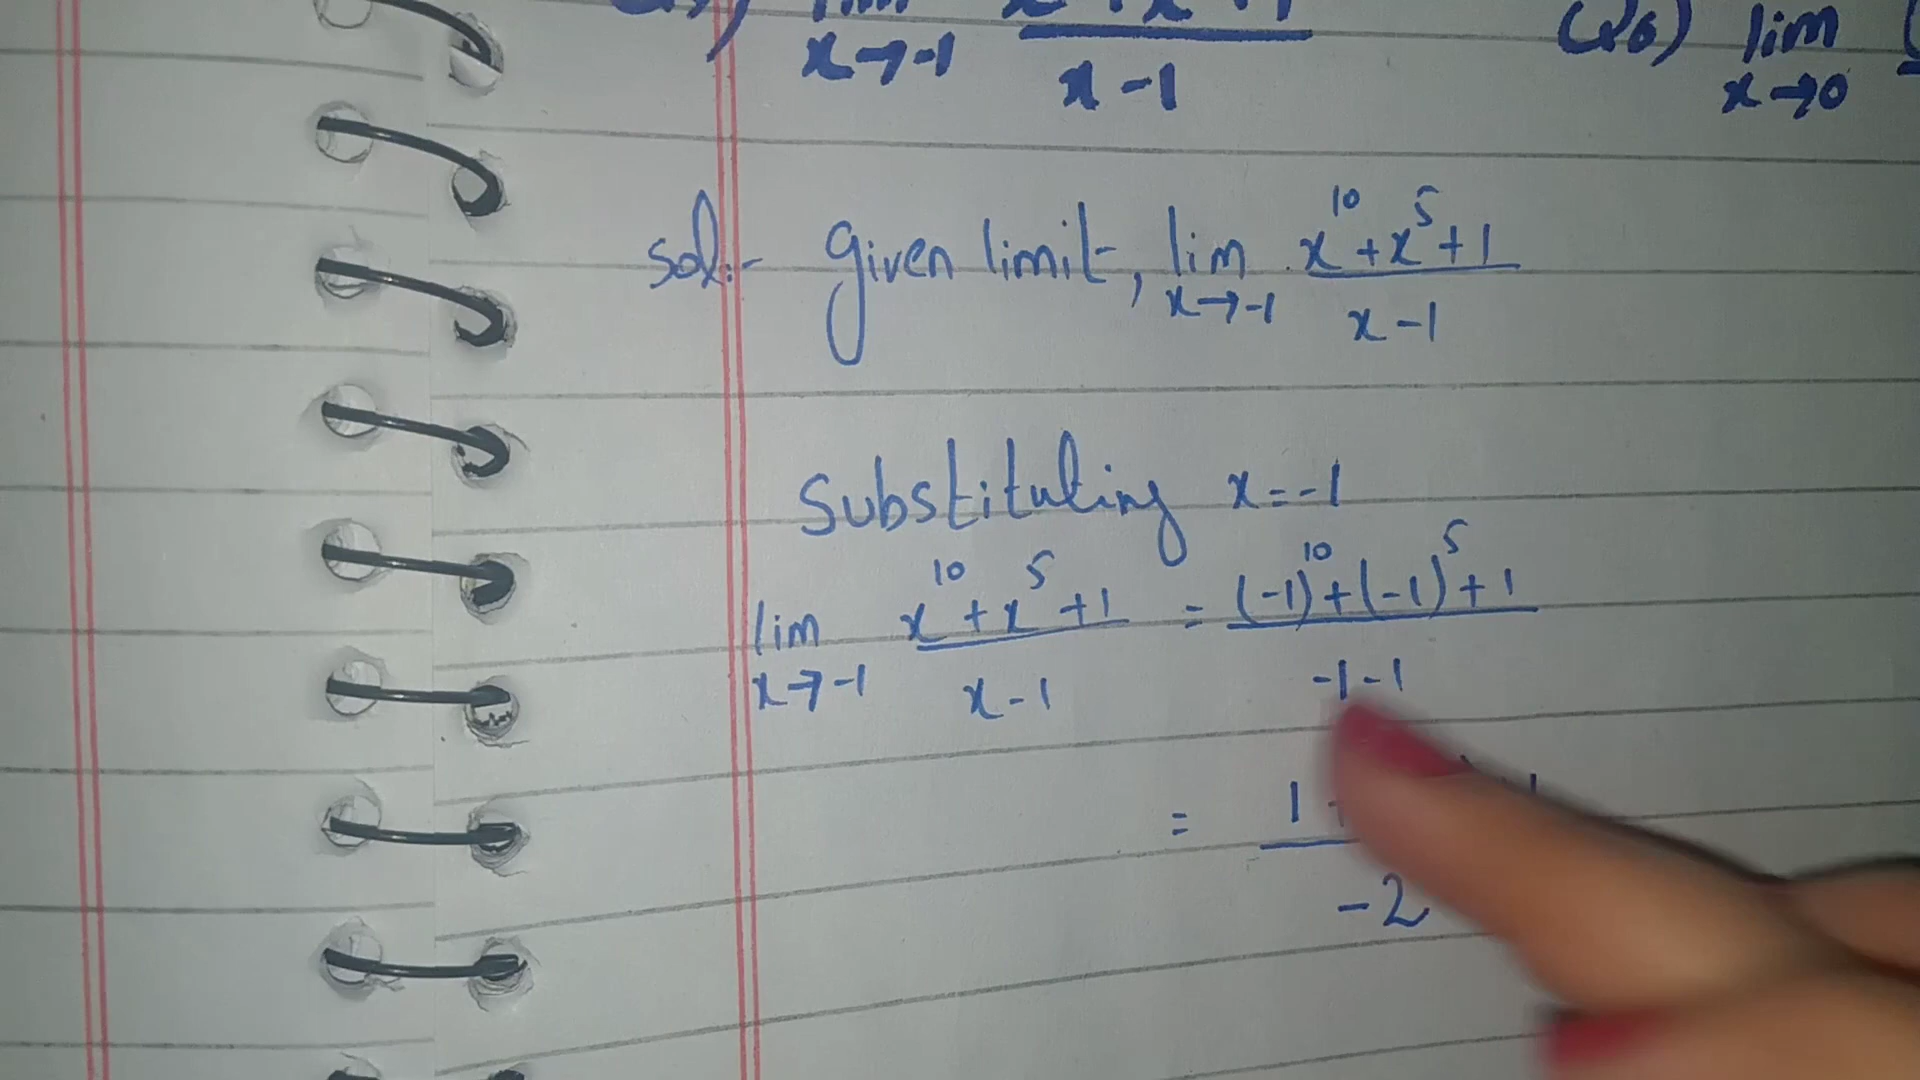 lim
x→-1 x-1
(Q6) lim
x→0
Sol:- Given limit, lim x→-1 x¹⁰+x⁵+1 / x-1
Substituting x=-1
lim x→-1 x¹⁰+x⁵+1 / x-1 = (-1)¹⁰+(-1)⁵+1 / -1-1
= 1 + / -2